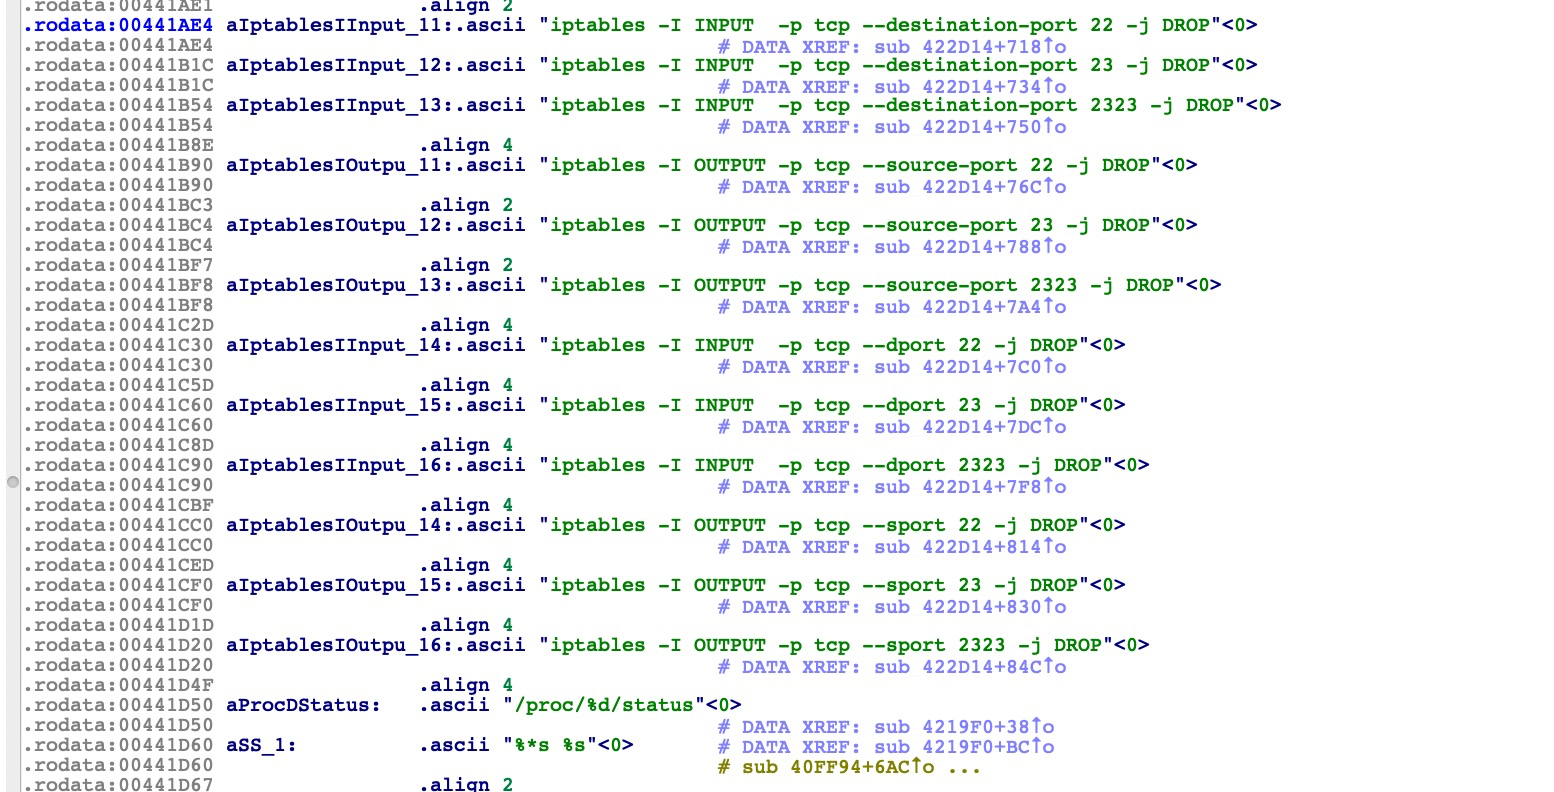 .rodata:00441AE1 .align 2
.rodata:00441AE4 aIptablesIInput_11:.ascii "iptables -I INPUT  -p tcp --destination-port 22 -j DROP"<0>
.rodata:00441AE4 # DATA XREF: sub 422D14+718↑o
.rodata:00441B1C aIptablesIInput_12:.ascii "iptables -I INPUT  -p tcp --destination-port 23 -j DROP"<0>
.rodata:00441B1C # DATA XREF: sub 422D14+734↑o
.rodata:00441B54 aIptablesIInput_13:.ascii "iptables -I INPUT  -p tcp --destination-port 2323 -j DROP"<0>
.rodata:00441B54 # DATA XREF: sub 422D14+750↑o
.rodata:00441B8E .align 4
.rodata:00441B90 aIptablesIOutpu_11:.ascii "iptables -I OUTPUT -p tcp --source-port 22 -j DROP"<0>
.rodata:00441B90 # DATA XREF: sub 422D14+76C↑o
.rodata:00441BC3 .align 2
.rodata:00441BC4 aIptablesIOutpu_12:.ascii "iptables -I OUTPUT -p tcp --source-port 23 -j DROP"<0>
.rodata:00441BC4 # DATA XREF: sub 422D14+788↑o
.rodata:00441BF7 .align 2
.rodata:00441BF8 aIptablesIOutpu_13:.ascii "iptables -I OUTPUT -p tcp --source-port 2323 -j DROP"<0>
.rodata:00441BF8 # DATA XREF: sub 422D14+7A4↑o
.rodata:00441C2D .align 4
.rodata:00441C30 aIptablesIInput_14:.ascii "iptables -I INPUT  -p tcp --dport 22 -j DROP"<0>
.rodata:00441C30 # DATA XREF: sub 422D14+7C0↑o
.rodata:00441C5D .align 4
.rodata:00441C60 aIptablesIInput_15:.ascii "iptables -I INPUT  -p tcp --dport 23 -j DROP"<0>
.rodata:00441C60 # DATA XREF: sub 422D14+7DC↑o
.rodata:00441C8D .align 4
.rodata:00441C90 aIptablesIInput_16:.ascii "iptables -I INPUT  -p tcp --dport 2323 -j DROP"<0>
.rodata:00441C90 # DATA XREF: sub 422D14+7F8↑o
.rodata:00441CBF .align 4
.rodata:00441CC0 aIptablesIOutpu_14:.ascii "iptables -I OUTPUT -p tcp --sport 22 -j DROP"<0>
.rodata:00441CC0 # DATA XREF: sub 422D14+814↑o
.rodata:00441CED .align 4
.rodata:00441CF0 aIptablesIOutpu_15:.ascii "iptables -I OUTPUT -p tcp --sport 23 -j DROP"<0>
.rodata:00441CF0 # DATA XREF: sub 422D14+830↑o
.rodata:00441D1D .align 4
.rodata:00441D20 aIptablesIOutpu_16:.ascii "iptables -I OUTPUT -p tcp --sport 2323 -j DROP"<0>
.rodata:00441D20 # DATA XREF: sub 422D14+84C↑o
.rodata:00441D4F .align 4
.rodata:00441D50 aProcDStatus: .ascii "/proc/%d/status"<0>
.rodata:00441D50 # DATA XREF: sub 4219F0+38↑o
.rodata:00441D60 aSS_1: .ascii "%*s %s"<0> # DATA XREF: sub 4219F0+BC↑o
.rodata:00441D60 # sub 40FF94+6AC↑o ...
.rodata:00441D67 .align 2